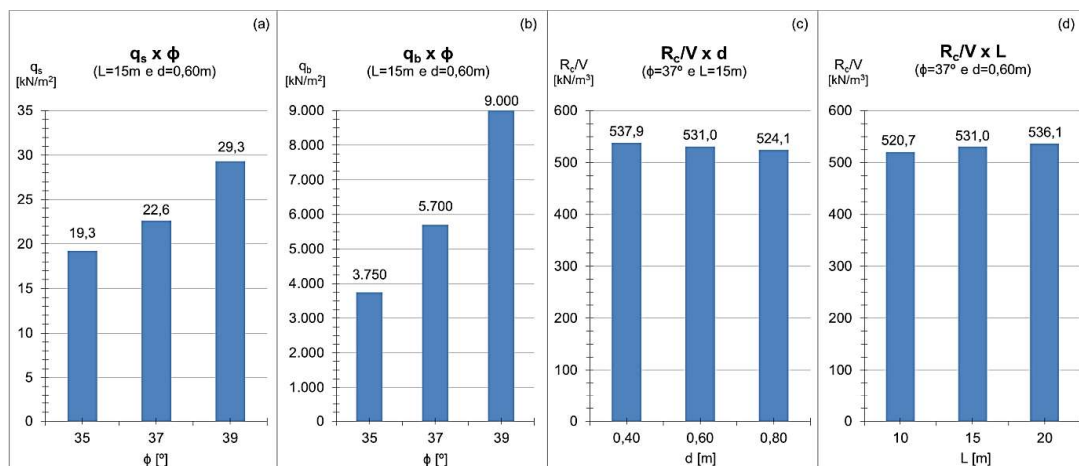 (a)
qs x ϕ
(L=15m e d=0,60m)
qs
[kN/m²]
35
30
25
20
15
10
5
0
19,3
22,6
29,3
35 37 39
ϕ [º]
(b)
qb x ϕ
(L=15m e d=0,60m)
qb
[kN/m²]
9.000
8.000
7.000
6.000
5.000
4.000
3.000
2.000
1.000
0
3.750
5.700
9.000
35 37 39
ϕ [º]
(c)
Rc/V x d
(ϕ=37º e L=15m)
Rc/V
[kN/m³]
600
500
400
300
200
100
0
537,9
531,0
524,1
0,40 0,60 0,80
d [m]
(d)
Rc/V x L
(ϕ=37º e d=0,60m)
Rc/V
[kN/m³]
600
500
400
300
200
100
0
520,7
531,0
536,1
10 15 20
L [m]